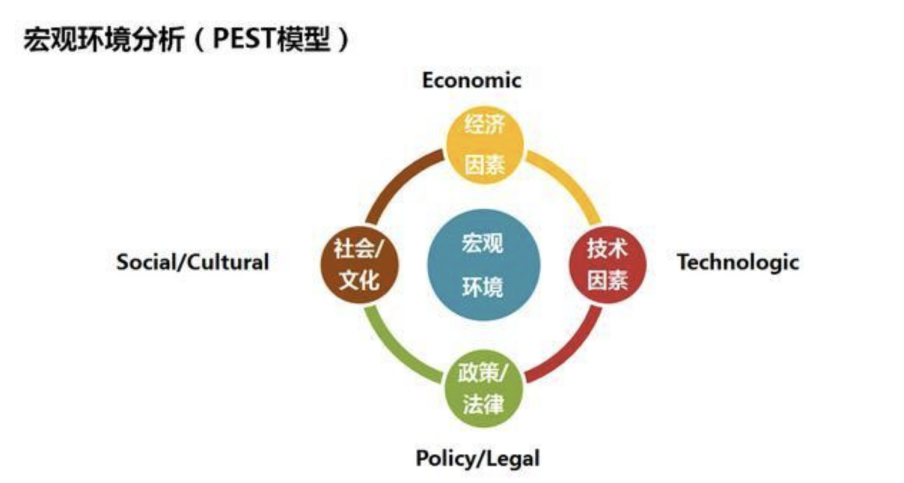 宏观环境分析（PEST模型）
Economic
经济
因素
Social/Cultural
社会/
文化
宏观
环境
技术
因素
Technologic
政策/
法律
Policy/Legal